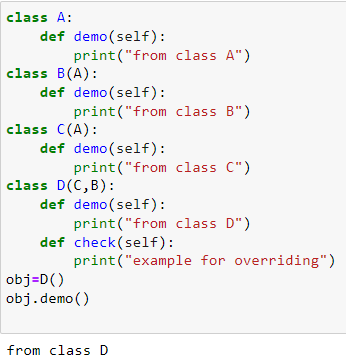 class A:
    def demo(self):
        print("from class A")
class B(A):
    def demo(self):
        print("from class B")
class C(A):
    def demo(self):
        print("from class C")
class D(C,B):
    def demo(self):
        print("from class D")
    def check(self):
        print("example for overriding")
obj=D()
obj.demo()
from class D